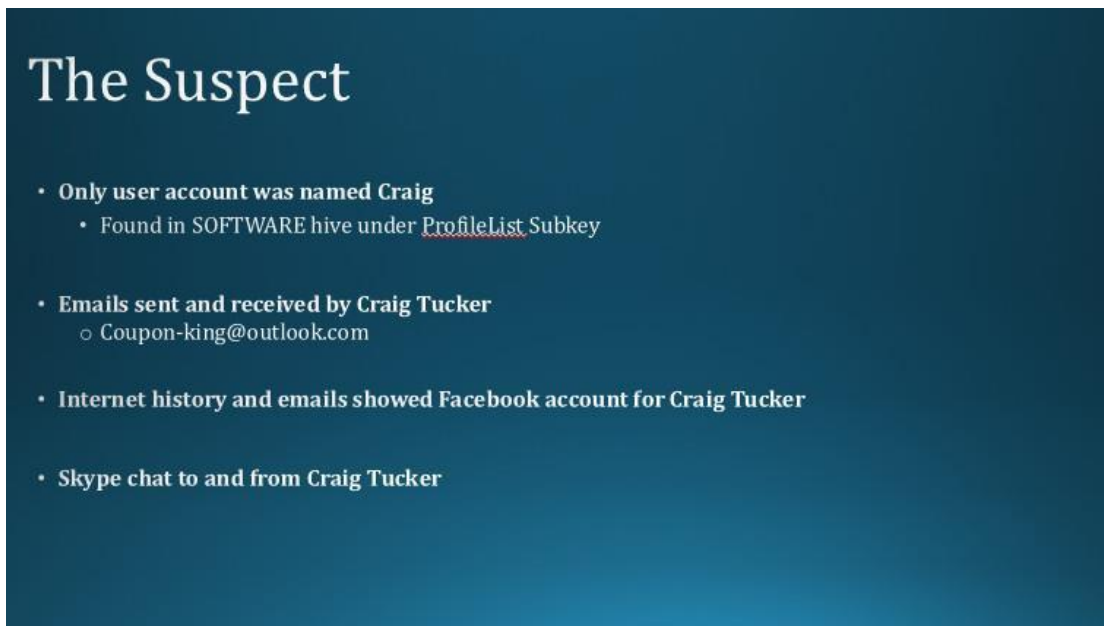 The Suspect
• Only user account was named Craig
• Found in SOFTWARE hive under ProfileList Subkey
• Emails sent and received by Craig Tucker
o Coupon-king@outlook.com
• Internet history and emails showed Facebook account for Craig Tucker
• Skype chat to and from Craig Tucker